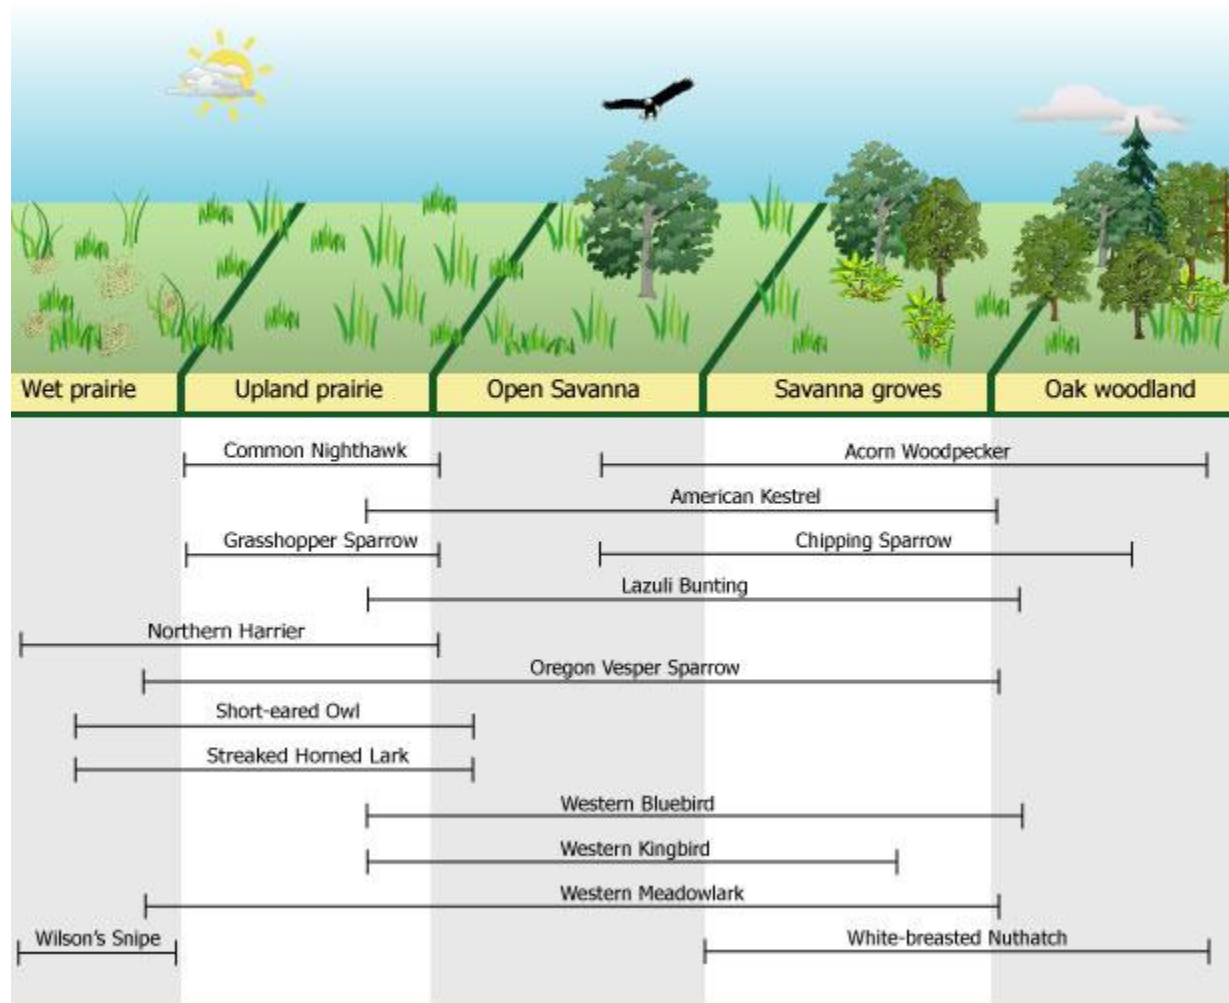 Wet prairie
Upland prairie
Open Savanna
Savanna groves
Oak woodland
Common Nighthawk
Acorn Woodpecker
American Kestrel
Grasshopper Sparrow
Chipping Sparrow
Lazuli Bunting
Northern Harrier
Oregon Vesper Sparrow
Short-eared Owl
Streaked Horned Lark
Western Bluebird
Western Kingbird
Western Meadowlark
Wilson's Snipe
White-breasted Nuthatch